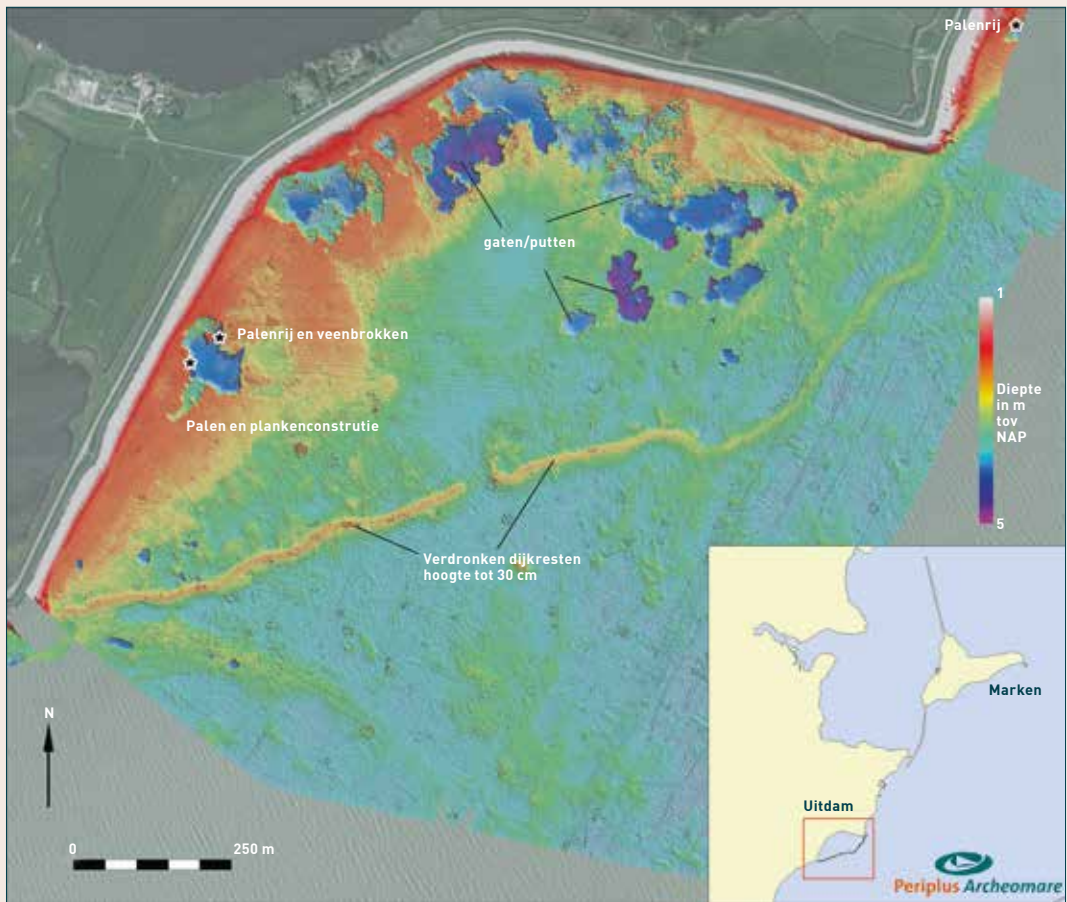 Palenrij
gaten/putten
1
Palenrij en veenbrokken
Diepte
in m
tov
NAP
Palen en plankenconstrutie
5
Verdronken dijkresten
hoogte tot 30 cm
Marken
N
Uitdam
0
250 m
Periplus Archeomare